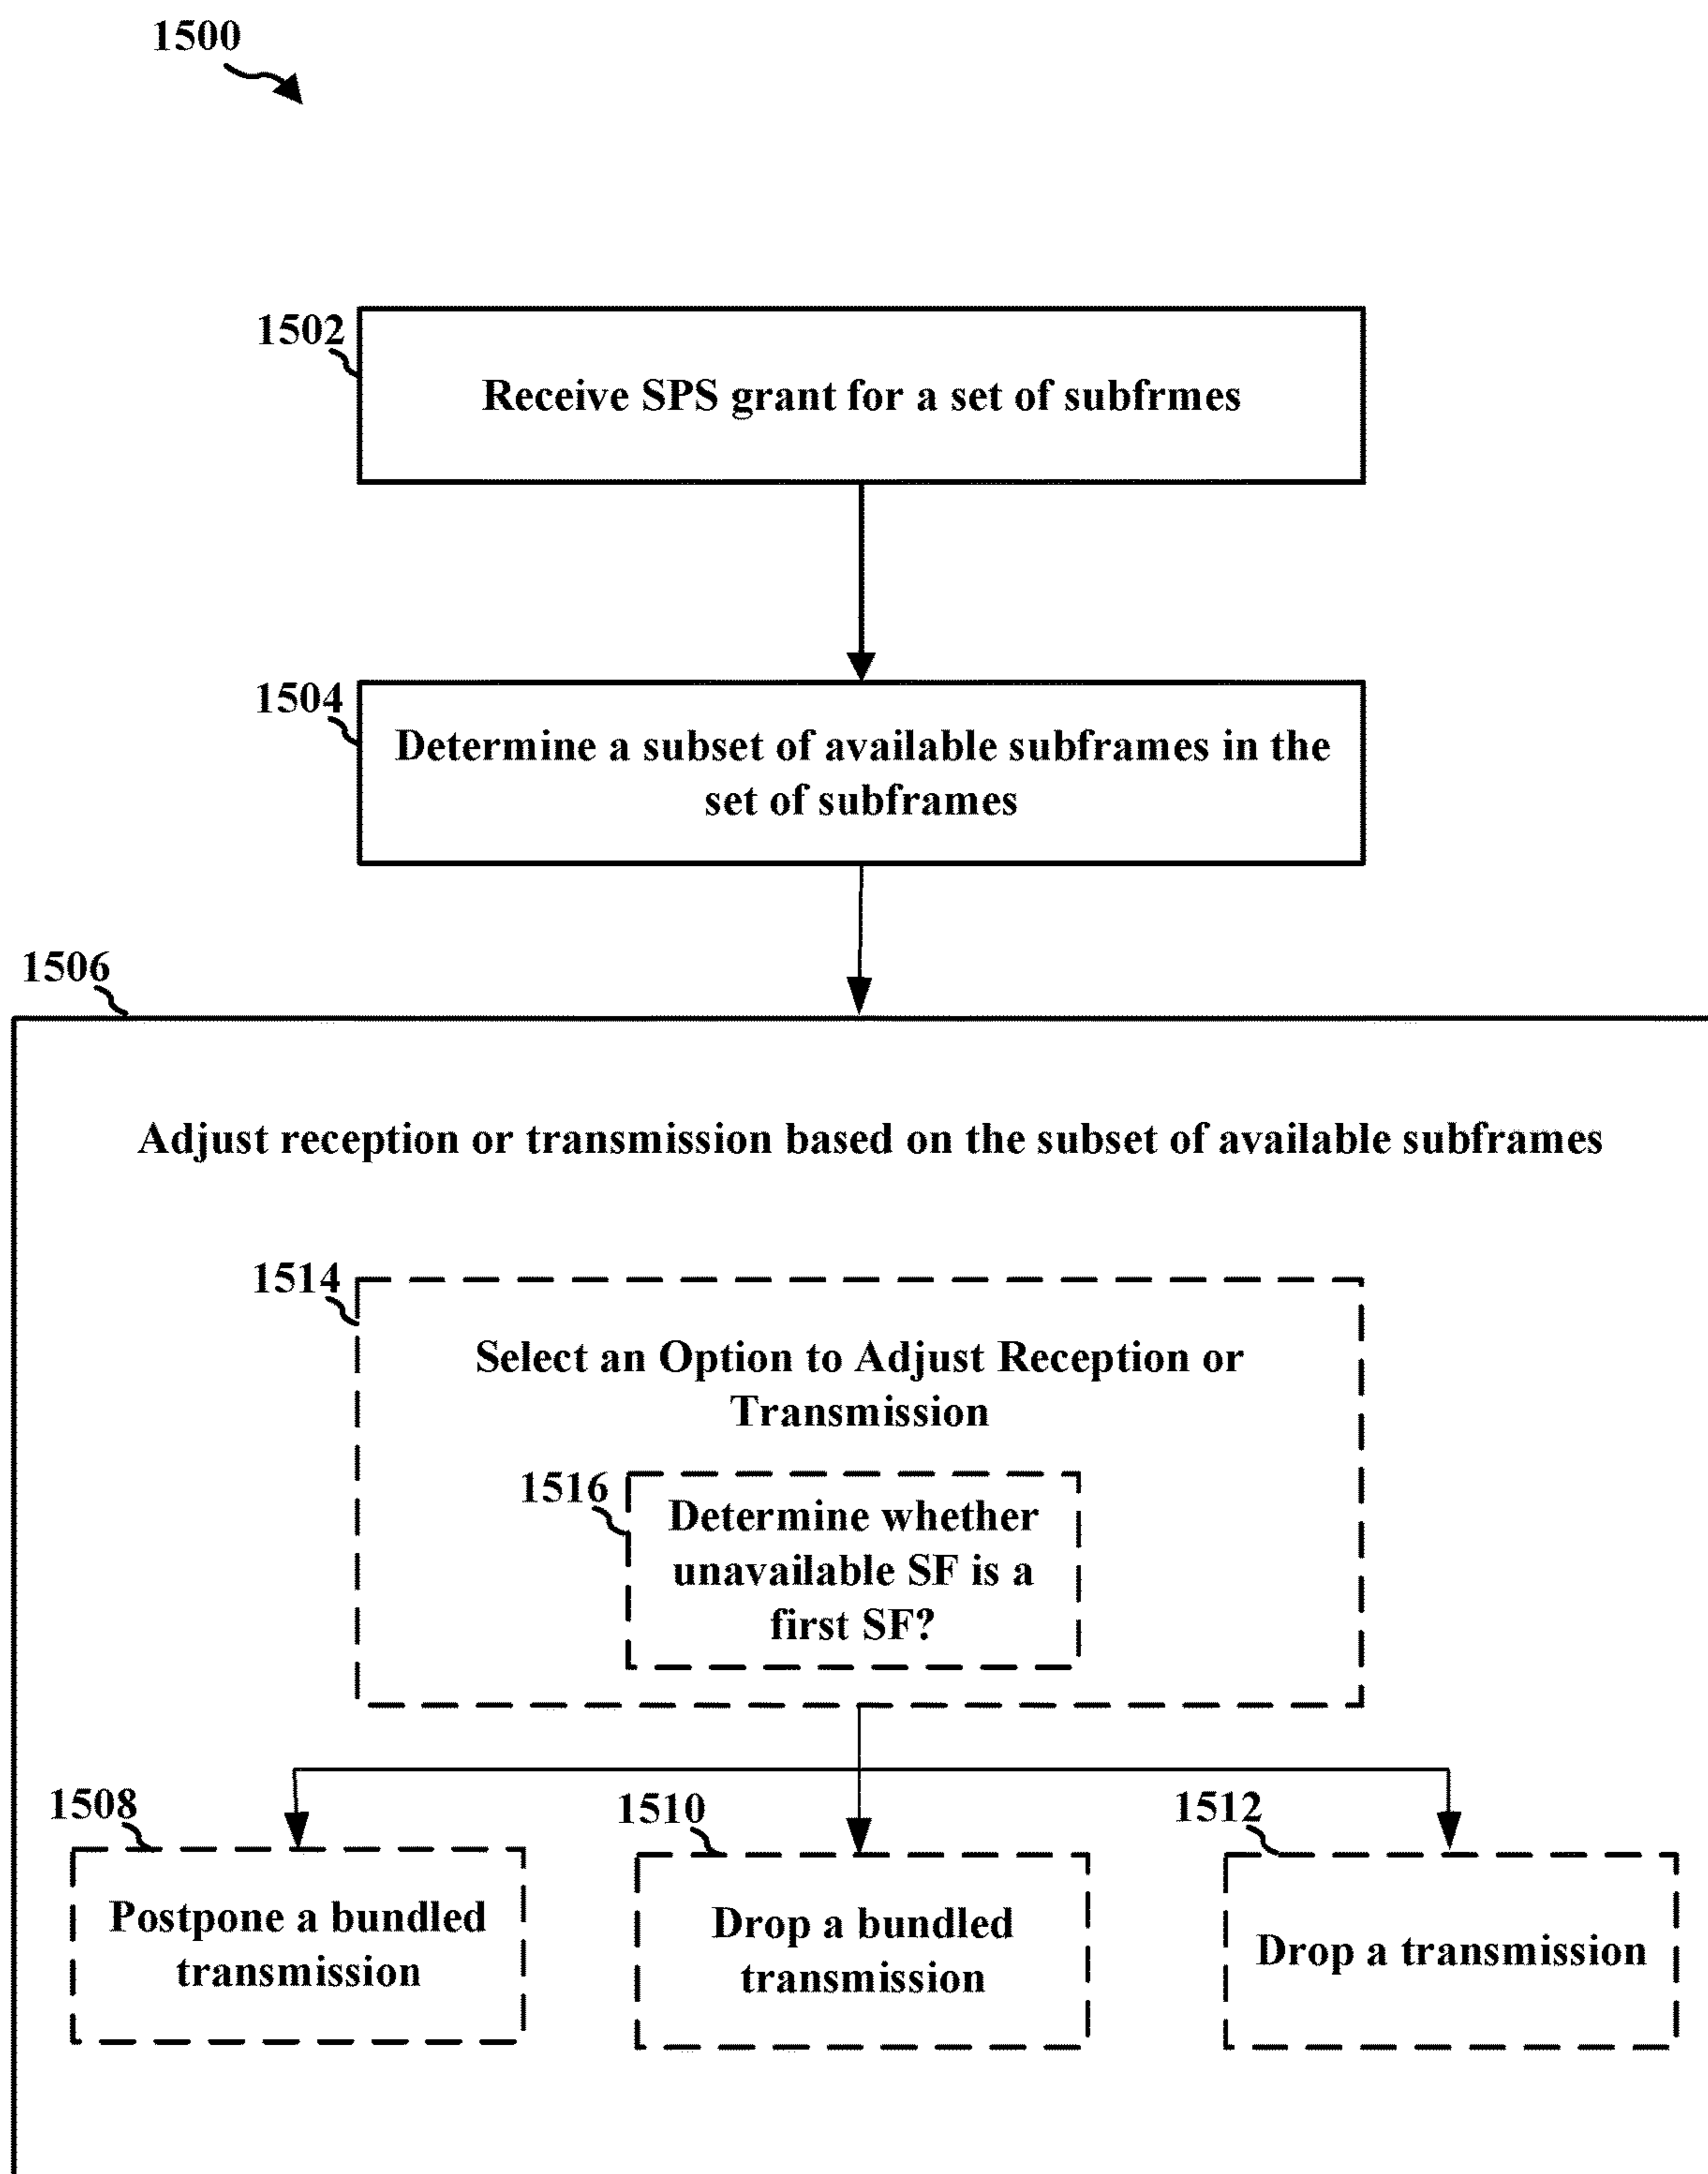 1500
1502
Receive SPS grant for a set of subfrmes
1504
Determine a subset of available subframes in the
set of subframes
1506
Adjust reception or transmission based on the subset of available subframes
1514
Select an Option to Adjust Reception or
Transmission
1516
Determine whether
unavailable SF is a
first SF?
1508
Postpone a bundled
transmission
1510
Drop a bundled
transmission
1512
Drop a transmission